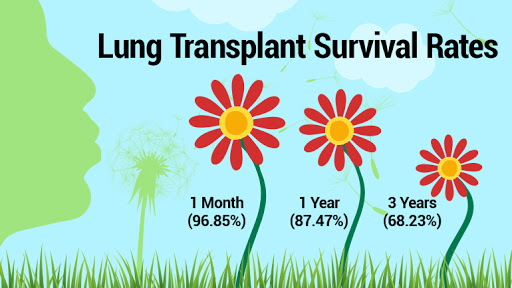 Lung Transplant Survival Rates
1 Month
(96.85%)
1 Year
(87.47%)
3 Years
(68.23%)